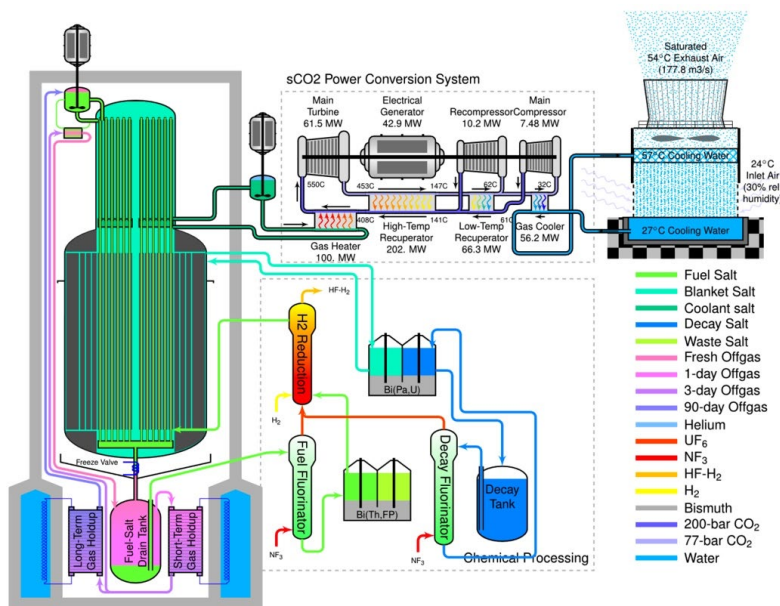 Saturated
54°C Exhaust Air
(177.8 m3/s)
sCO2 Power Conversion System
Main
Turbine
61.5 MW
Electrical
Generator
42.9 MW
Recompressor
10.2 MW
Main
Compressor
7.48 MW
57°C Cooling Water
24°C
Inlet Air
(30% rel
humidity)
27°C Cooling Water
550C
453C
147C
62C
32C
408C
141C
61C
Gas Heater
100. MW
High-Temp
Recuperator
202. MW
Low-Temp
Recuperator
66.3 MW
Gas Cooler
56.2 MW
HF-H₂
H2 Reduction
H₂
Bi(Pa,U)
Fuel Fluorinator
NF₃
Bi(Th,FP)
Decay Fluorinator
NF₃
Decay
Tank
Chemical Processing
Freeze Valve
Long-Term
Gas Holdup
Fuel-Salt
Drain Tank
Short-Term
Gas Holdup
Fuel Salt
Blanket Salt
Coolant salt
Decay Salt
Waste Salt
Fresh Offgas
1-day Offgas
3-day Offgas
90-day Offgas
Helium
UF₆
NF₃
HF-H₂
H₂
Bismuth
200-bar CO₂
77-bar CO₂
Water